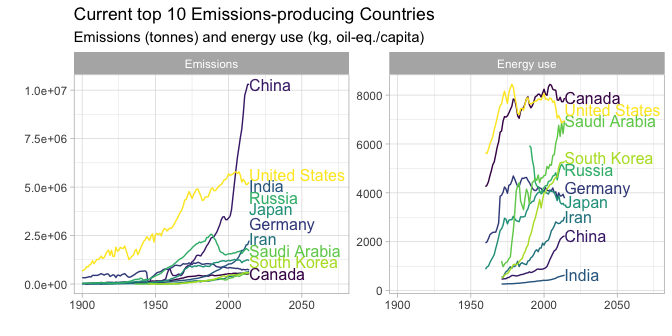 Current top 10 Emissions-producing Countries
Emissions (tonnes) and energy use (kg, oil-eq./capita)
Emissions
Energy use
1.0e+07
7.5e+06
5.0e+06
2.5e+06
0.0e+00
China
United States
India
Russia
Japan
Germany
Iran
Saudi Arabia
South Korea
Canada
1900
1950
2000
2050
8000
6000
4000
2000
0
Canada
United States
Saudi Arabia
South Korea
Russia
Germany
Japan
Iran
China
India
1900
1950
2000
2050